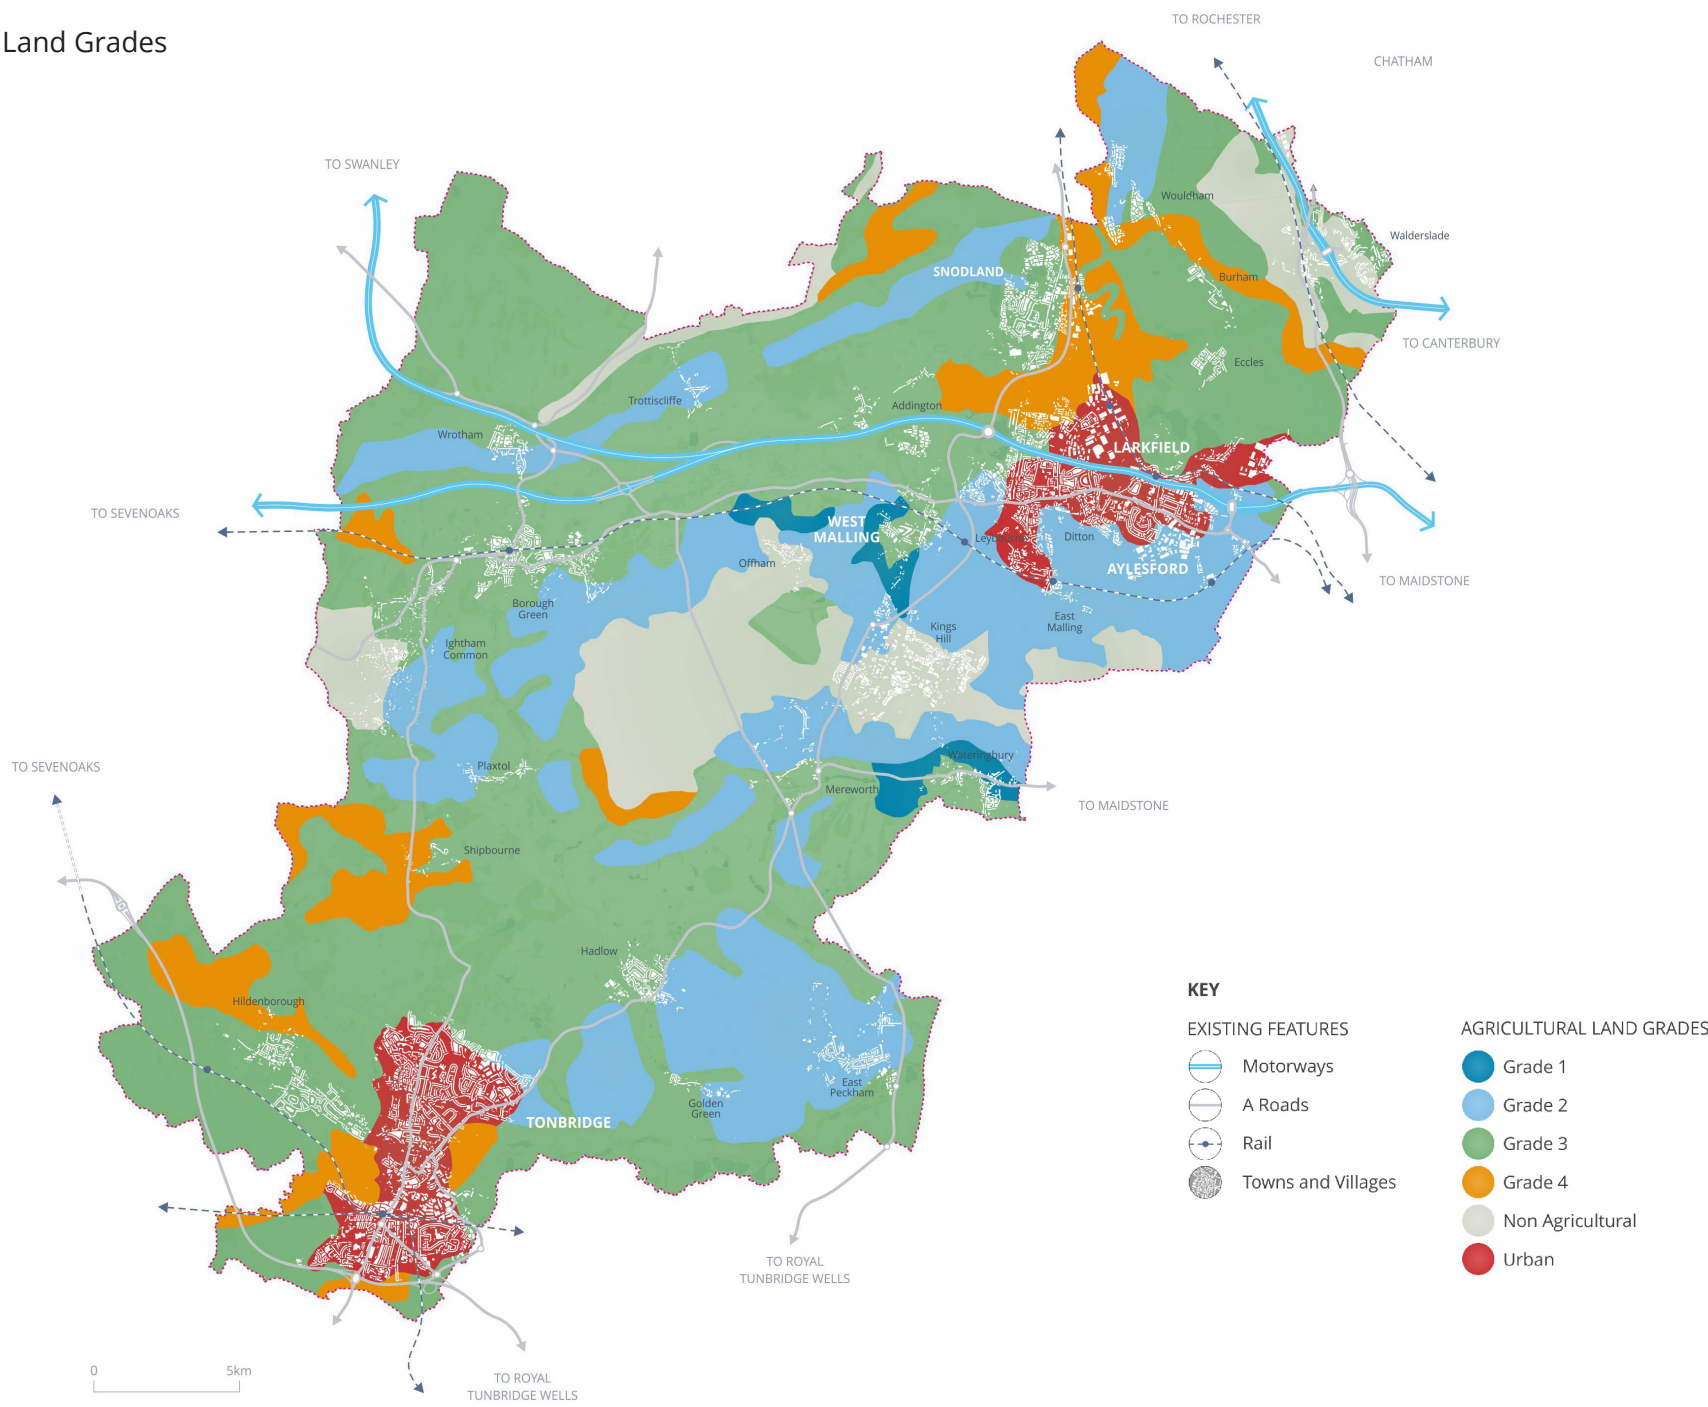 Land Grades
TO ROCHESTER
CHATHAM
TO SWANLEY
Wouldham
Walderslade
SNODLAND
Burham
TO CANTERBURY
Eccles
Trottiscliffe
Addington
Wrotham
LARKFIELD
TO SEVENOAKS
WEST
MALLING
Leybourne
Ditton
Offham
AYLESFORD
TO MAIDSTONE
Borough
Green
East
Malling
Kings
Hill
Ightham
Common
Wateringbury
TO SEVENOAKS
Plaxtol
Mereworth
TO MAIDSTONE
Shipbourne
Hadlow
Hildenborough
East
Peckham
Golden
Green
TONBRIDGE
TO ROYAL
TUNBRIDGE WELLS
TO ROYAL
TUNBRIDGE WELLS
0 5km
KEY
EXISTING FEATURES
Motorways
A Roads
Rail
Towns and Villages
AGRICULTURAL LAND GRADES
Grade 1
Grade 2
Grade 3
Grade 4
Non Agricultural
Urban